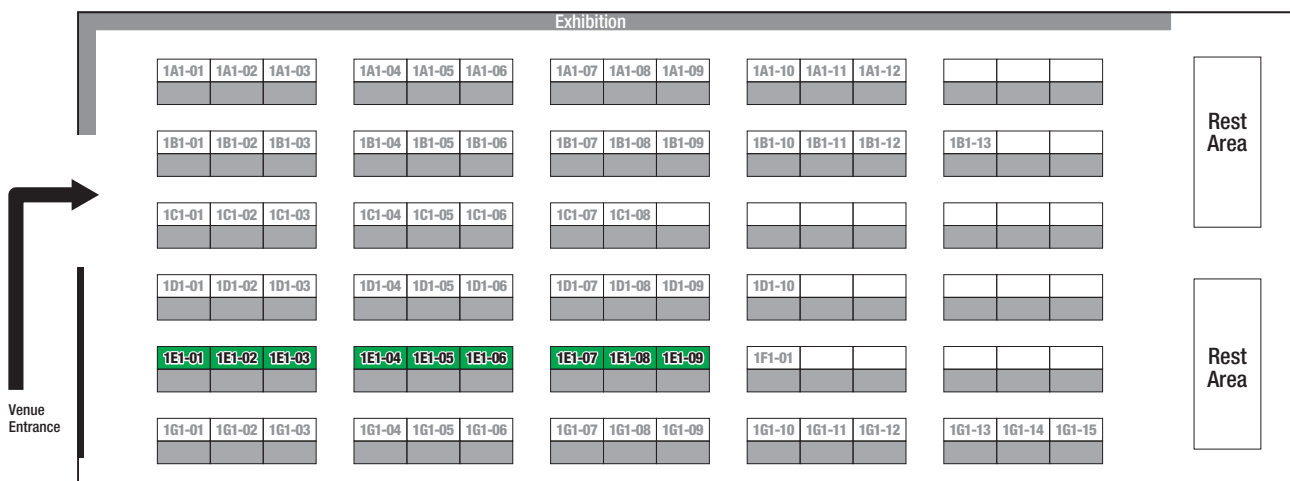 Exhibition
1A1-01 1A1-02 1A1-03 1A1-04 1A1-05 1A1-06 1A1-07 1A1-08 1A1-09 1A1-10 1A1-11 1A1-12
Rest
Area
1B1-01 1B1-02 1B1-03 1B1-04 1B1-05 1B1-06 1B1-07 1B1-08 1B1-09 1B1-10 1B1-11 1B1-12 1B1-13
1C1-01 1C1-02 1C1-03 1C1-04 1C1-05 1C1-06 1C1-07 1C1-08
1D1-01 1D1-02 1D1-03 1D1-04 1D1-05 1D1-06 1D1-07 1D1-08 1D1-09 1D1-10
1E1-01 1E1-02 1E1-03 1E1-04 1E1-05 1E1-06 1E1-07 1E1-08 1E1-09 1F1-01
Rest
Area
Venue
Entrance
1G1-01 1G1-02 1G1-03 1G1-04 1G1-05 1G1-06 1G1-07 1G1-08 1G1-09 1G1-10 1G1-11 1G1-12 1G1-13 1G1-14 1G1-15